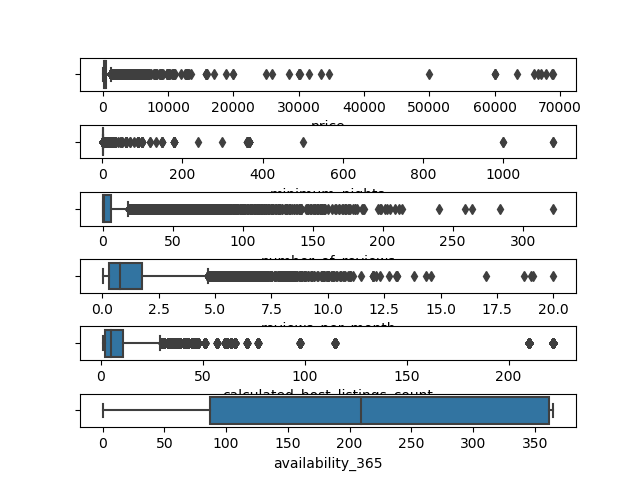 0 10000 20000 30000 40000 50000 60000 70000
price
0 200 400 600 800 1000
minimum_nights
0 50 100 150 200 250 300
number_of_reviews
0.0 2.5 5.0 7.5 10.0 12.5 15.0 17.5 20.0
reviews_per_month
0 50 100 150 200
calculated_host_listings_count
0 50 100 150 200 250 300 350
availability_365